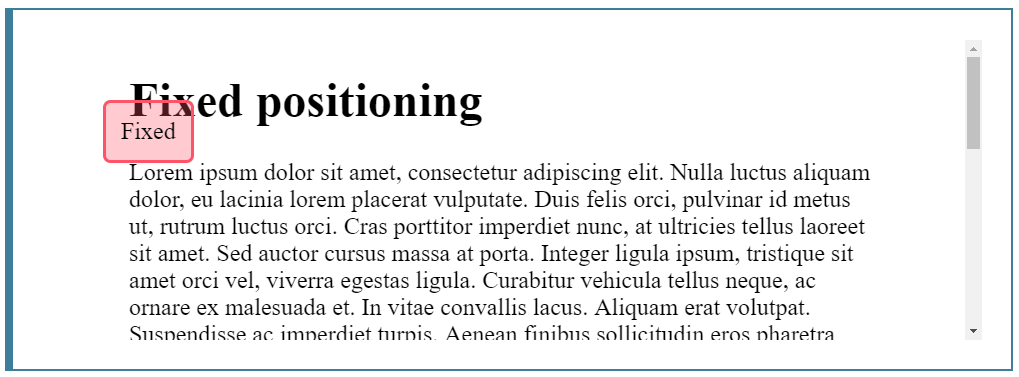 Fixed positioning
Fixed
Lorem ipsum dolor sit amet, consectetur adipiscing elit. Nulla luctus aliquam
dolor, eu lacinia lorem placerat vulputate. Duis felis orci, pulvinar id metus
ut, rutrum luctus orci. Cras porttitor imperdiet nunc, at ultricies tellus laoreet
sit amet. Sed auctor cursus massa at porta. Integer ligula ipsum, tristique sit
amet orci vel, viverra egestas ligula. Curabitur vehicula tellus neque, ac
ornare ex malesuada et. In vitae convallis lacus. Aliquam erat volutpat.
Suspendisse ac imperdiet turpis. Aenean finibus sollicitudin eros pharetra